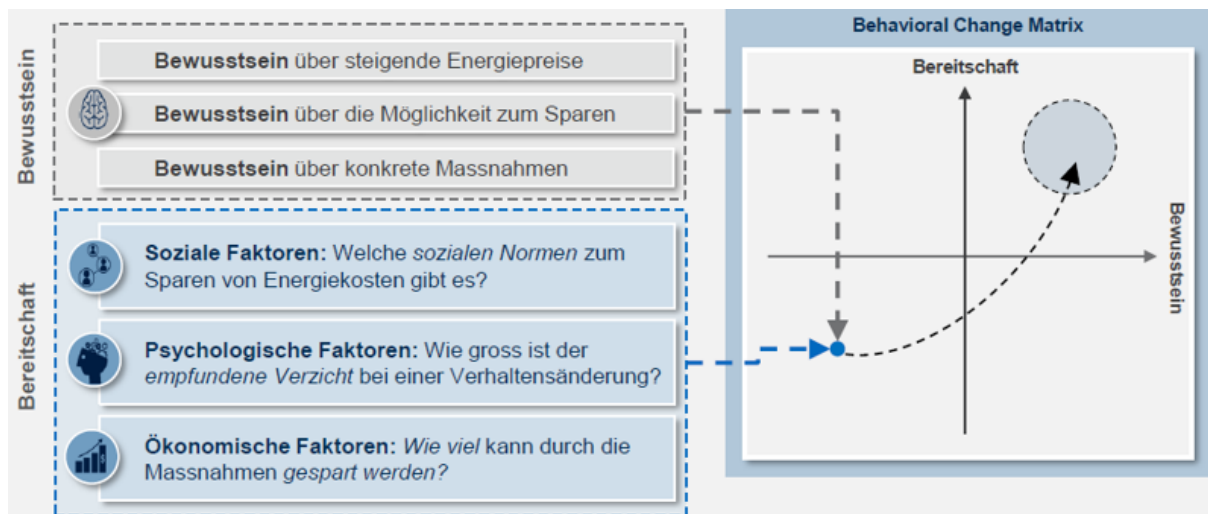 Bewusstsein
Bewusstsein über steigende Energiepreise
Bewusstsein über die Möglichkeit zum Sparen
Bewusstsein über konkrete Massnahmen
Bereitschaft
Soziale Faktoren: Welche sozialen Normen zum
Sparen von Energiekosten gibt es?
Psychologische Faktoren: Wie gross ist der
empfundene Verzicht bei einer Verhaltensänderung?
Ökonomische Faktoren: Wie viel kann durch die
Massnahmen gespart werden?
Behavioral Change Matrix
Bereitschaft
Bewusstsein